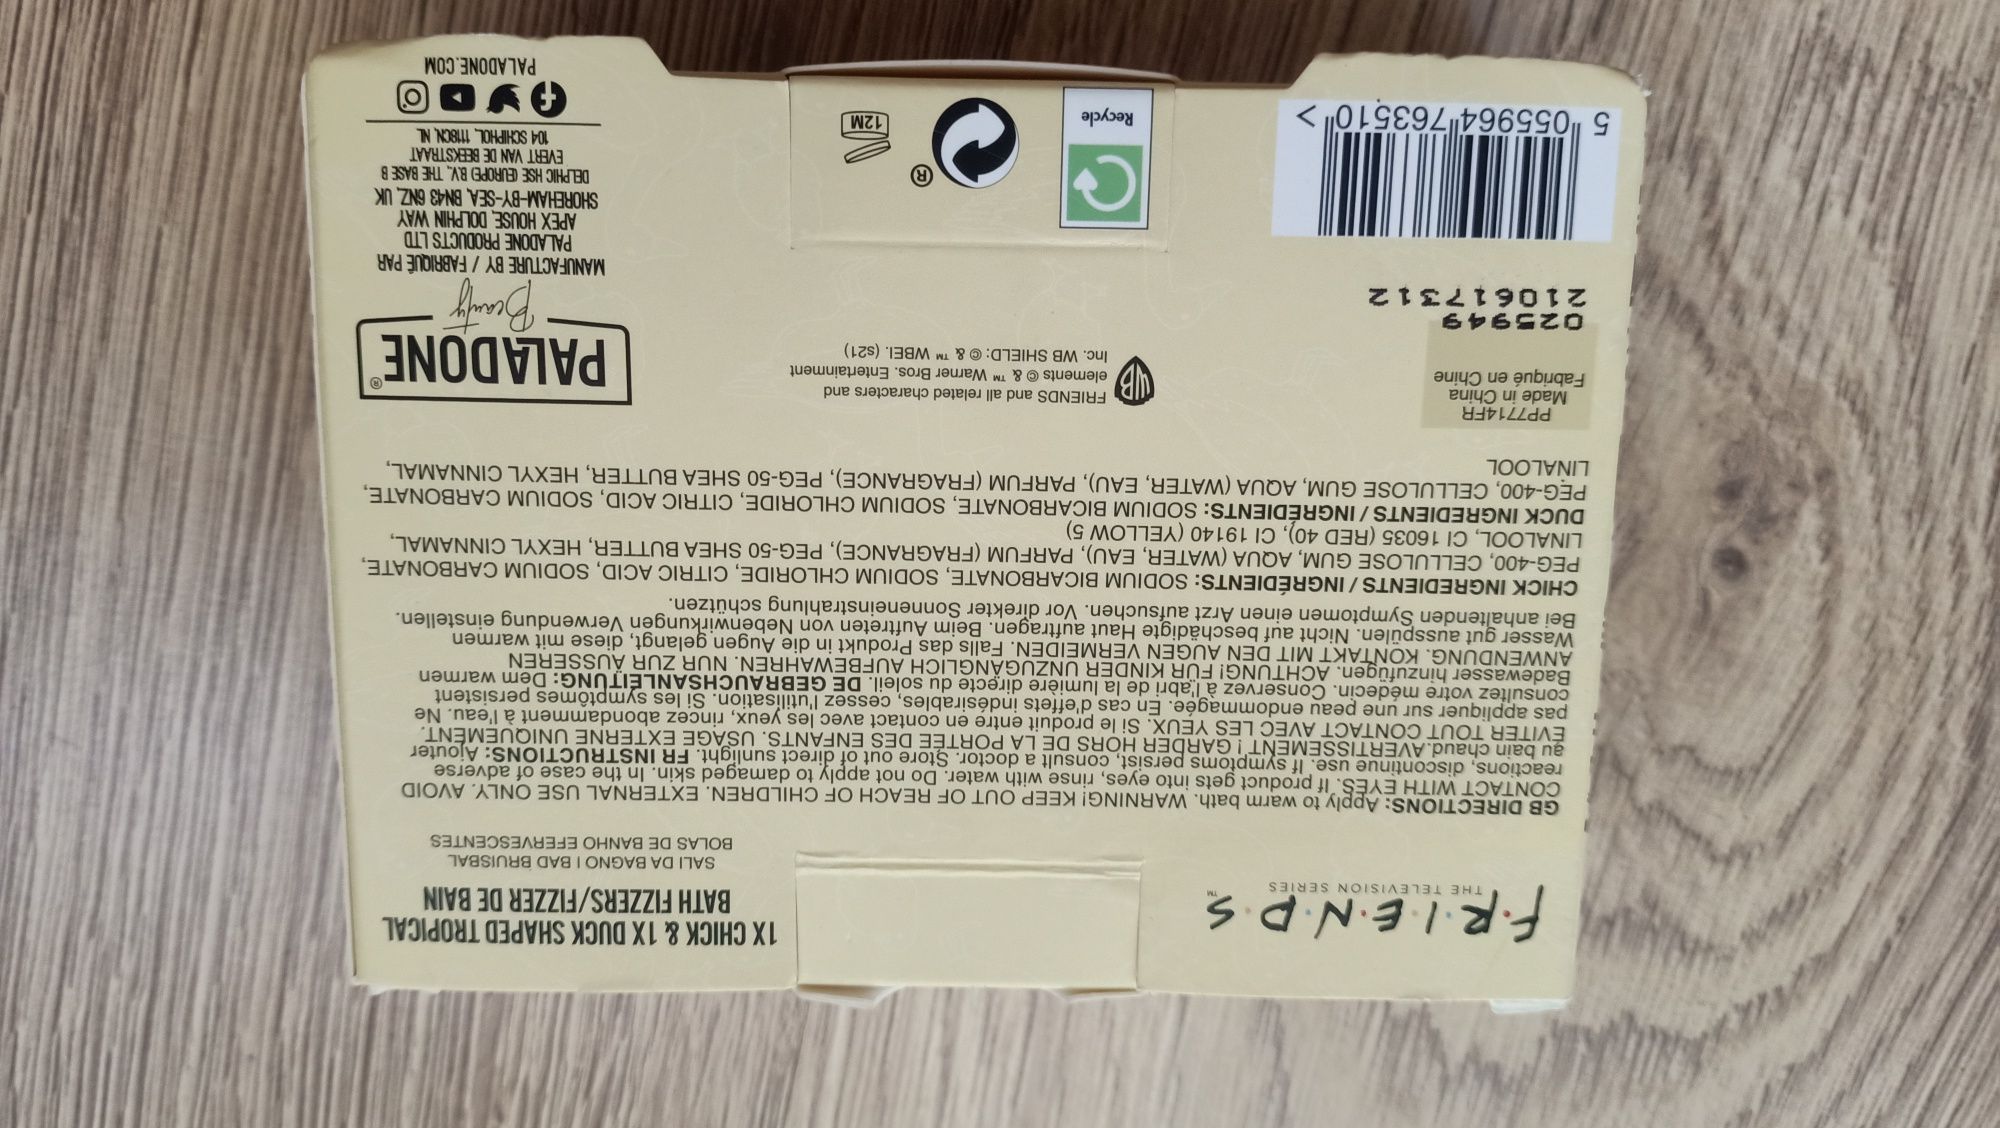 F·R·I·E·N·D·S ™
THE TELEVISION SERIES
1X CHICK & 1X DUCK SHAPED TROPICAL
BATH FIZZERS/FIZZER DE BAIN
SALI DA BAGNO I BAD BRUISBAL
BOLAS DE BANHO EFERVESCENTES
GB DIRECTIONS: Apply to warm bath. WARNING! KEEP OUT OF REACH OF CHILDREN. EXTERNAL USE ONLY. AVOID
CONTACT WITH EYES. If product gets into eyes, rinse with water. Do not apply to damaged skin. In the case of adverse
reactions, discontinue use. If symptoms persist, consult a doctor. Store out of direct sunlight. FR INSTRUCTIONS: Ajouter
au bain chaud.AVERTISSEMENT ! GARDER HORS DE LA PORTÉE DES ENFANTS. USAGE EXTERNE UNIQUEMENT.
EVITER TOUT CONTACT AVEC LES YEUX. Si le produit entre en contact avec les yeux, rincez abondamment à l'eau. Ne
pas appliquer sur une peau endommagée. En cas d'effets indésirables, cessez l'utilisation. Si les symptômes persistent
consultez votre médecin. Conservez à l'abri de la lumière directe du soleil. DE GEBRAUCHSANLEITUNG: Dem warmen
Badewasser hinzufügen. ACHTUNG! FÜR KINDER UNZUGÄNGLICH AUFBEWAHREN. NUR ZUR ÄUSSEREN
ANWENDUNG. KONTAKT MIT DEN AUGEN VERMEIDEN. Falls das Produkt in die Augen gelangt, diese mit warmen
Wasser gut ausspülen. Nicht auf beschädigte Haut auftragen. Beim Auftreten von Nebenwirkungen Verwendung einstellen.
Bei anhaltenden Symptomen einen Arzt aufsuchen. Vor direkter Sonneneinstrahlung schützen.
CHICK INGREDIENTS / INGRÉDIENTS: SODIUM BICARBONATE, SODIUM CHLORIDE, CITRIC ACID, SODIUM CARBONATE,
PEG-400, CELLULOSE GUM, AQUA (WATER, EAU), PARFUM (FRAGRANCE), PEG-50 SHEA BUTTER, HEXYL CINNAMAL,
LINALOOL, CI 16035 (RED 40), CI 19140 (YELLOW 5)
DUCK INGREDIENTS / INGRÉDIENTS: SODIUM BICARBONATE, SODIUM CHLORIDE, CITRIC ACID, SODIUM CARBONATE,
PEG-400, CELLULOSE GUM, AQUA (WATER, EAU), PARFUM (FRAGRANCE), PEG-50 SHEA BUTTER, HEXYL CINNAMAL,
LINALOOL
PP7714FR
Made in China
Fabriqué en Chine
025949
210617312
WB
FRIENDS and all related characters and
elements © & ™ Warner Bros. Entertainment
Inc. WB SHIELD: © & ™ WBEI. (s21)
PALADONE®
Beauty
MANUFACTURE BY / FABRIQUÉ PAR
PALADONE PRODUCTS LTD
APEX HOUSE, DOLPHIN WAY
SHOREHAM-BY-SEA, BN43 6NZ, UK
DELPHIC HSE (EUROPE) B.V., THE BASE B
EVERT VAN DE BEEKSTRAAT
104 SCHIPHOL, 118CN, NL
PALADONE.COM
5 055964 763510 >
Recycle
®
12M